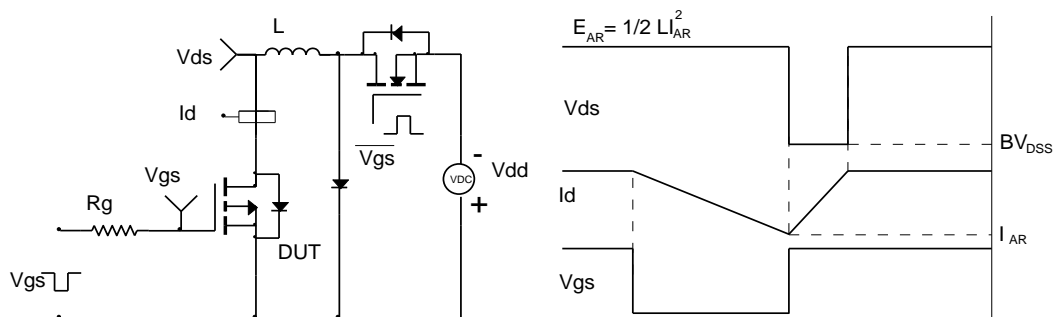 L
Vds
Id
Vgs
Vgs
Rg
DUT
Vgs
VDC
-
+
Vdd
E_AR = 1/2 LI_AR^2
Vds
BV_DSS
Id
I_AR
Vgs